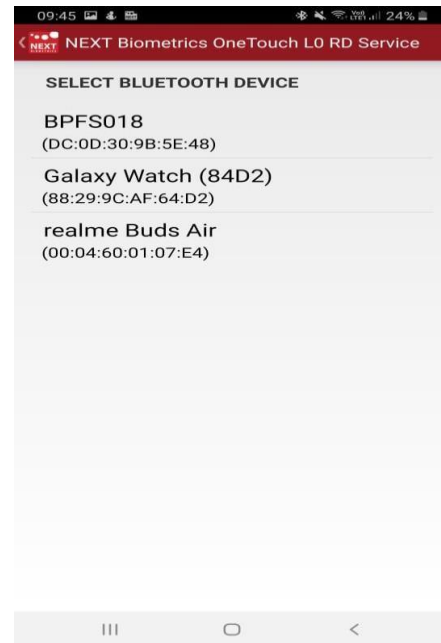 09:45 24%
NEXT NEXT Biometrics OneTouch L0 RD Service
SELECT BLUETOOTH DEVICE
BPFS018
(DC:0D:30:9B:5E:48)
Galaxy Watch (84D2)
(88:29:9C:AF:64:D2)
realme Buds Air
(00:04:60:01:07:E4)